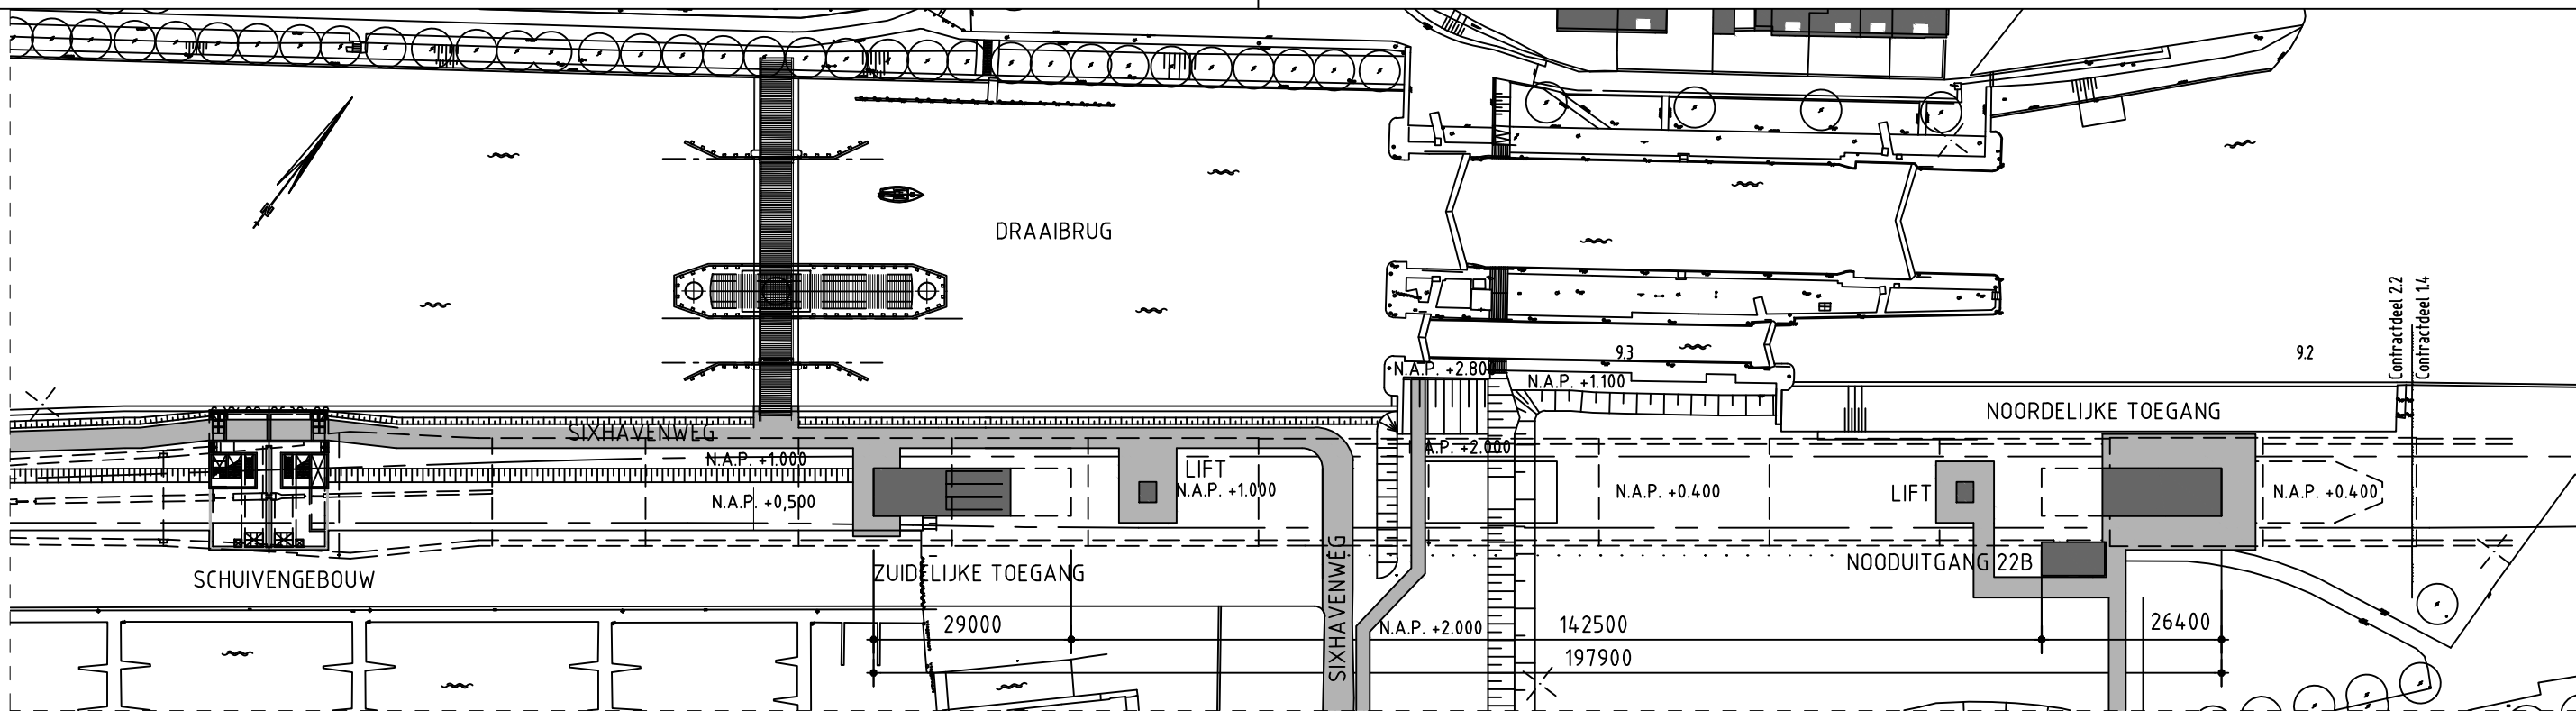 DRAAIBRUG
Contractdeel 2.2
Contractdeel 1.4
9.3
9.2
N.A.P. +2.800
N.A.P. +1.100
NOORDELIJKE TOEGANG
SIXHAVENWEG
N.A.P. +1.000
N.A.P. +2.000
LIFT
N.A.P. +1.000
N.A.P. +0.400
LIFT
N.A.P. +0.400
N.A.P. +0,500
NOODUITGANG 22B
SCHUIVENGEBOUW
ZUIDELIJKE TOEGANG
SIXHAVENWEG
29000
N.A.P. +2.000
142500
26400
197900